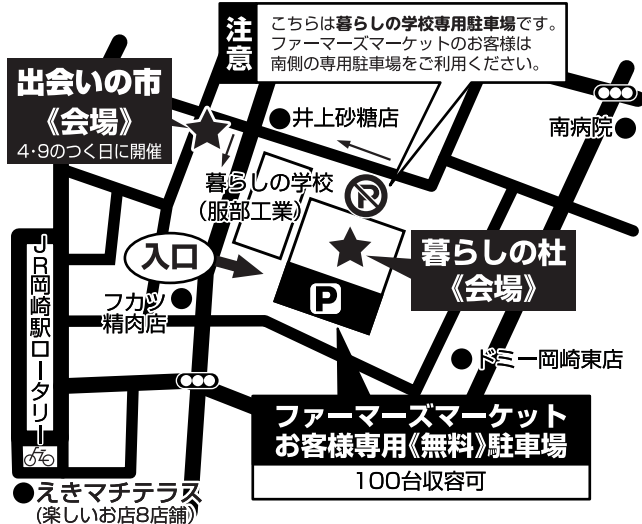 注意
こちらは暮らしの学校専用駐車場です。
ファーマーズマーケットのお客様は
南側の専用駐車場をご利用ください。
出会いの市
《会場》
4・9のつく日に開催
井上砂糖店
南病院
暮らしの学校
(服部工業)
P
入口
暮らしの杜
《会場》
P
JR岡崎駅ロータリー
フカツ
精肉店
ドミー岡崎東店
ファーマーズマーケット
お客様専用《無料》駐車場
100台収容可
えきマチテラス
(楽しいお店8店舗)